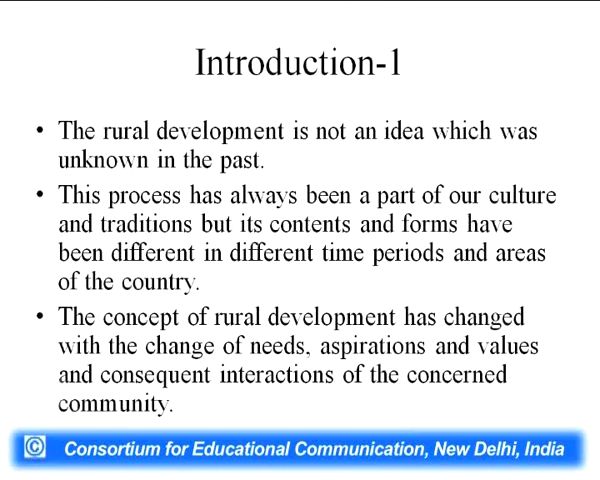 Introduction-1
• The rural development is not an idea which was
unknown in the past.
• This process has always been a part of our culture
and traditions but its contents and forms have
been different in different time periods and areas
of the country.
• The concept of rural development has changed
with the change of needs, aspirations and values
and consequent interactions of the concerned
community.
© Consortium for Educational Communication, New Delhi, India